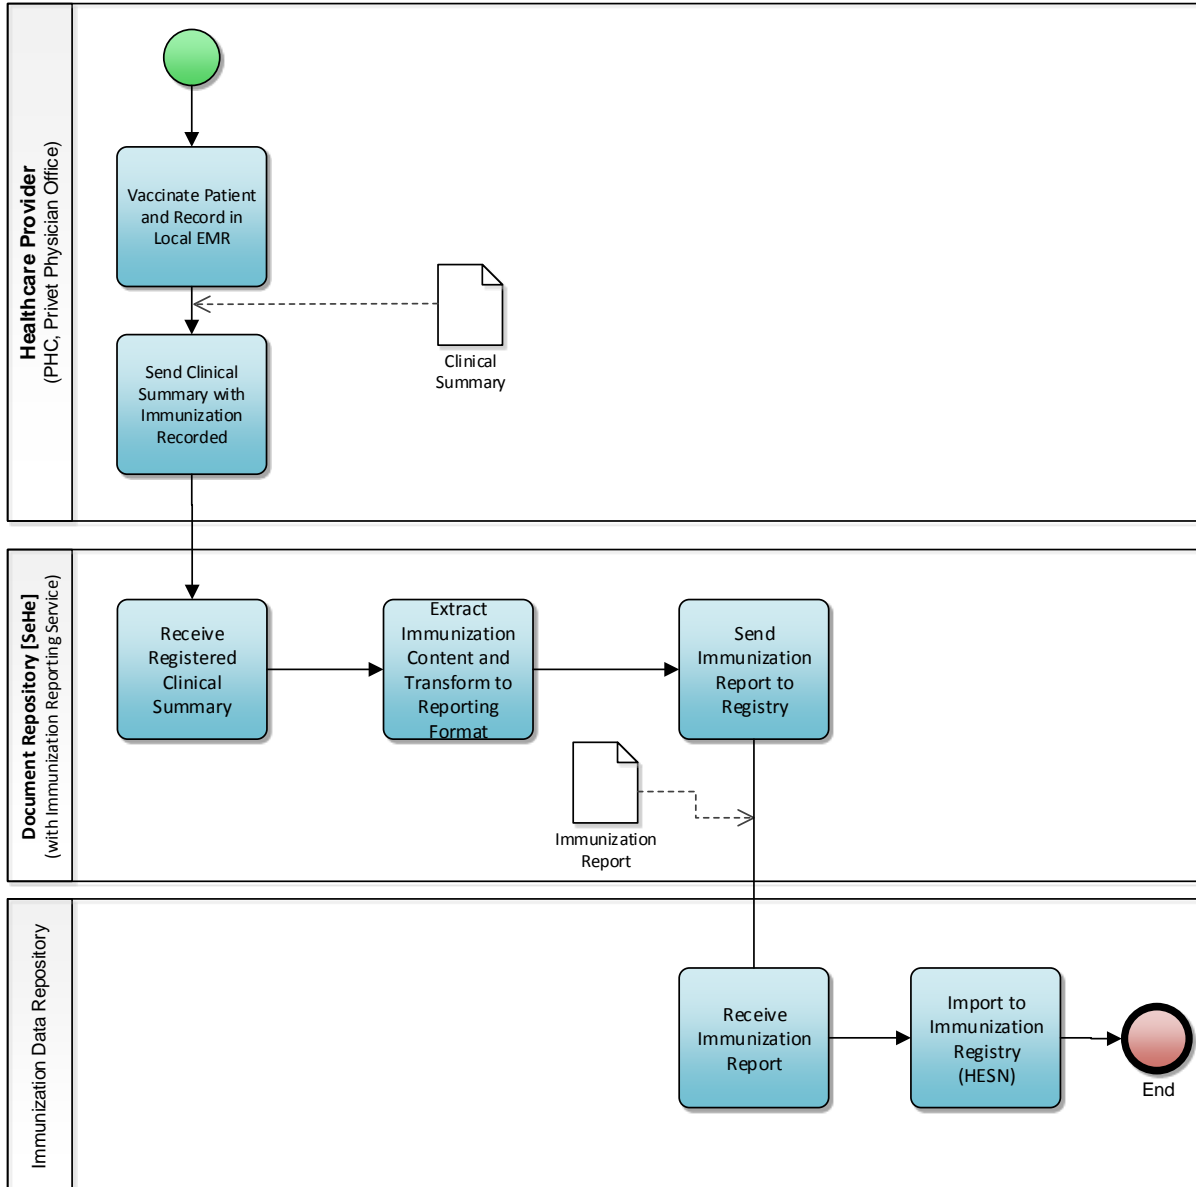 Healthcare Provider
(PHC, Privet Physician Office)
Vaccinate Patient
and Record in
Local EMR
Clinical
Summary
Send Clinical
Summary with
Immunization
Recorded
Document Repository [SeHe]
(with Immunization Reporting Service)
Receive
Registered
Clinical
Summary
Extract
Immunization
Content and
Transform to
Reporting
Format
Send
Immunization
Report to
Registry
Immunization
Report
Immunization Data Repository
Receive
Immunization
Report
Import to
Immunization
Registry
(HESN)
End